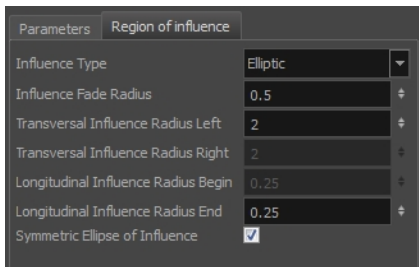 Parameters Region of influence
Influence Type Elliptic
Influence Fade Radius 0.5
Transversal Influence Radius Left 2
Transversal Influence Radius Right 2
Longitudinal Influence Radius Begin 0.25
Longitudinal Influence Radius End 0.25
Symmetric Ellipse of Influence